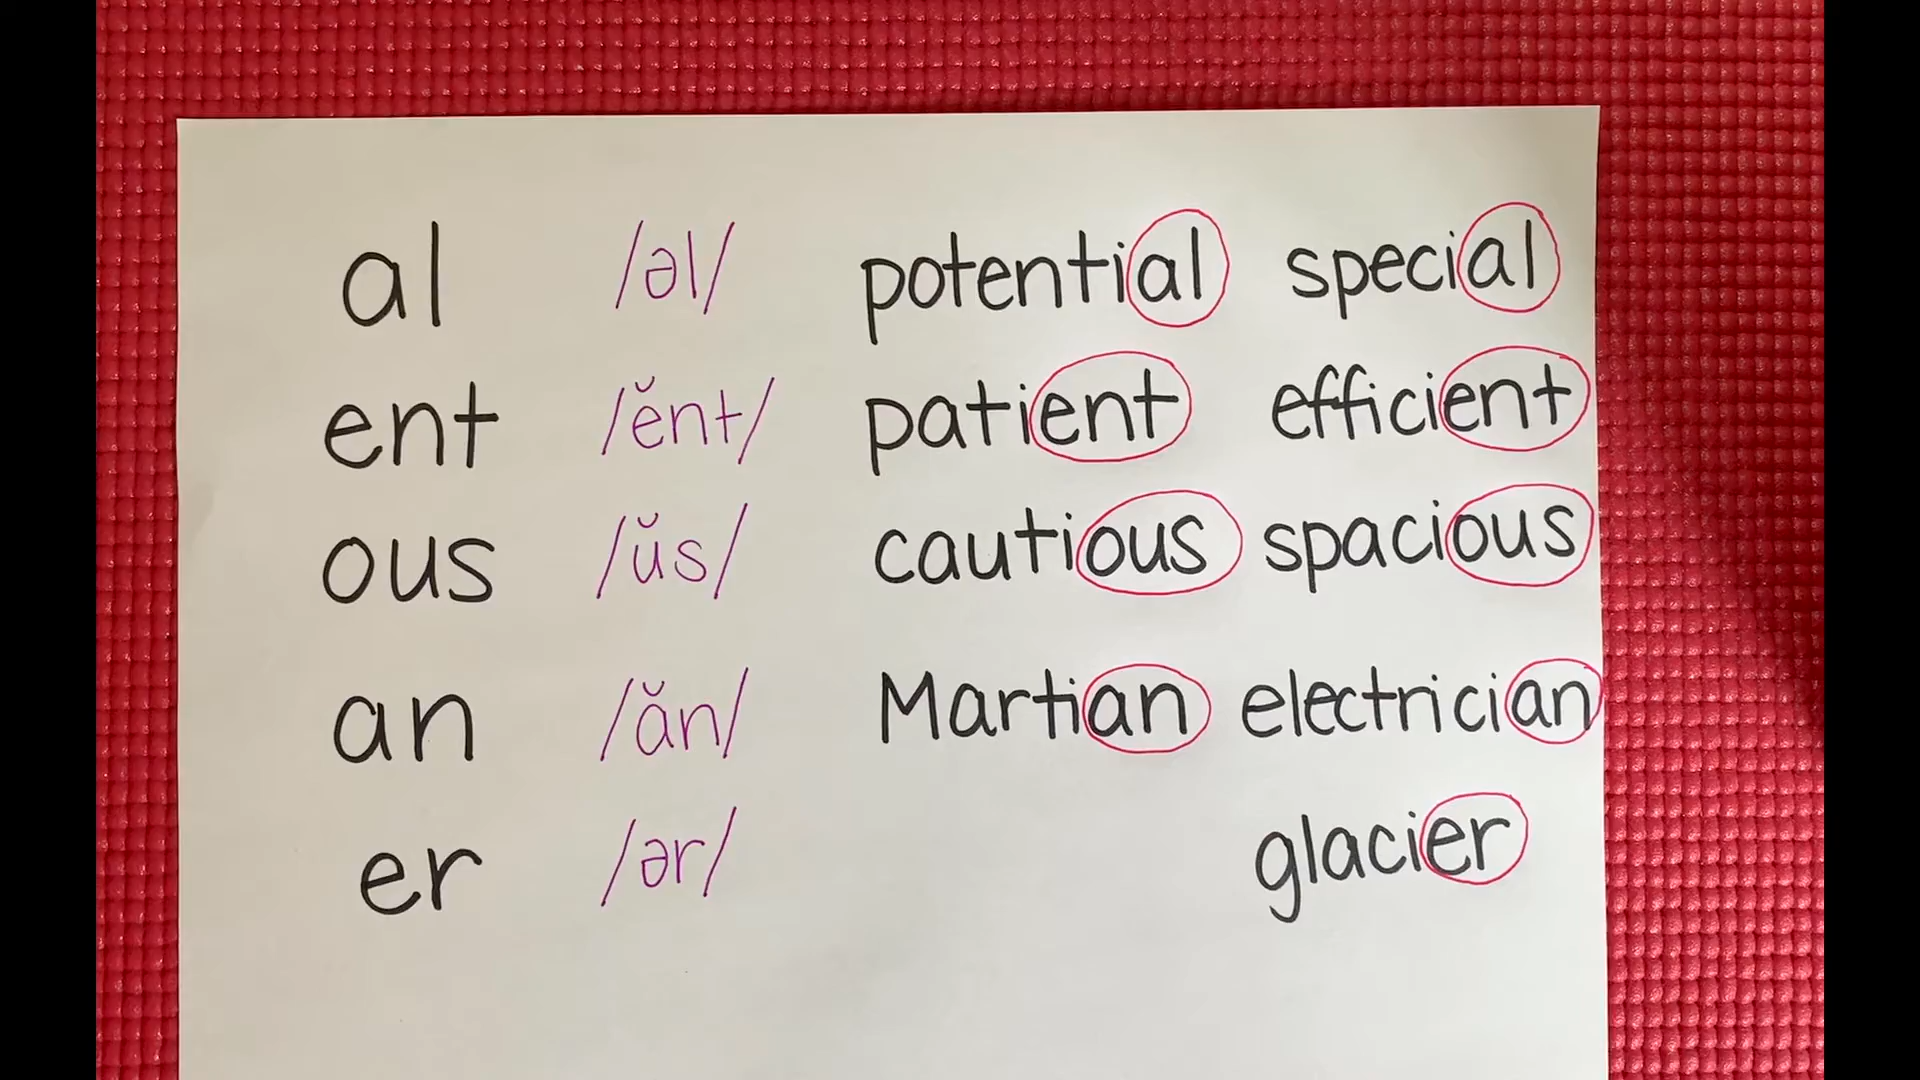 al /əl/ potential special
ent /ĕnt/ patient efficient
ous /ŭs/ cautious spacious
an /ăn/ Martian electrician
er /ər/ glacier